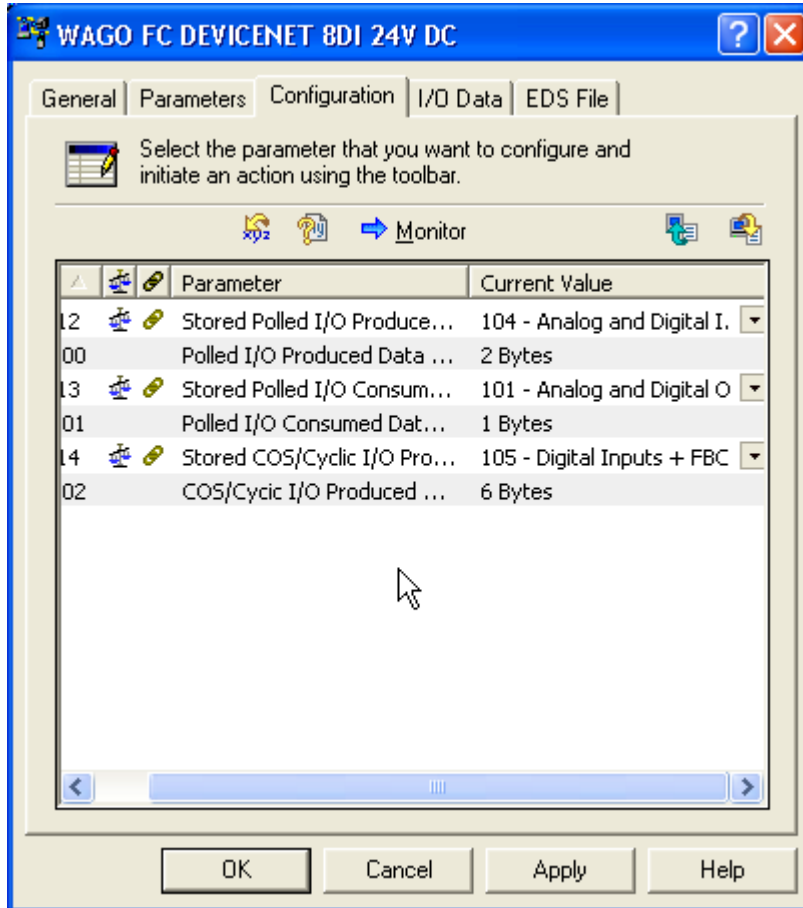 WAGO FC DEVICENET 8DI 24V DC
General Parameters Configuration I/O Data EDS File
Select the parameter that you want to configure and
initiate an action using the toolbar.
xyz Monitor
Parameter Current Value
12 Stored Polled I/O Produce... 104 - Analog and Digital I.
00 Polled I/O Produced Data ... 2 Bytes
13 Stored Polled I/O Consum... 101 - Analog and Digital O
01 Polled I/O Consumed Dat... 1 Bytes
14 Stored COS/Cyclic I/O Pro... 105 - Digital Inputs + FBC
02 COS/Cycic I/O Produced ... 6 Bytes
OK Cancel Apply Help